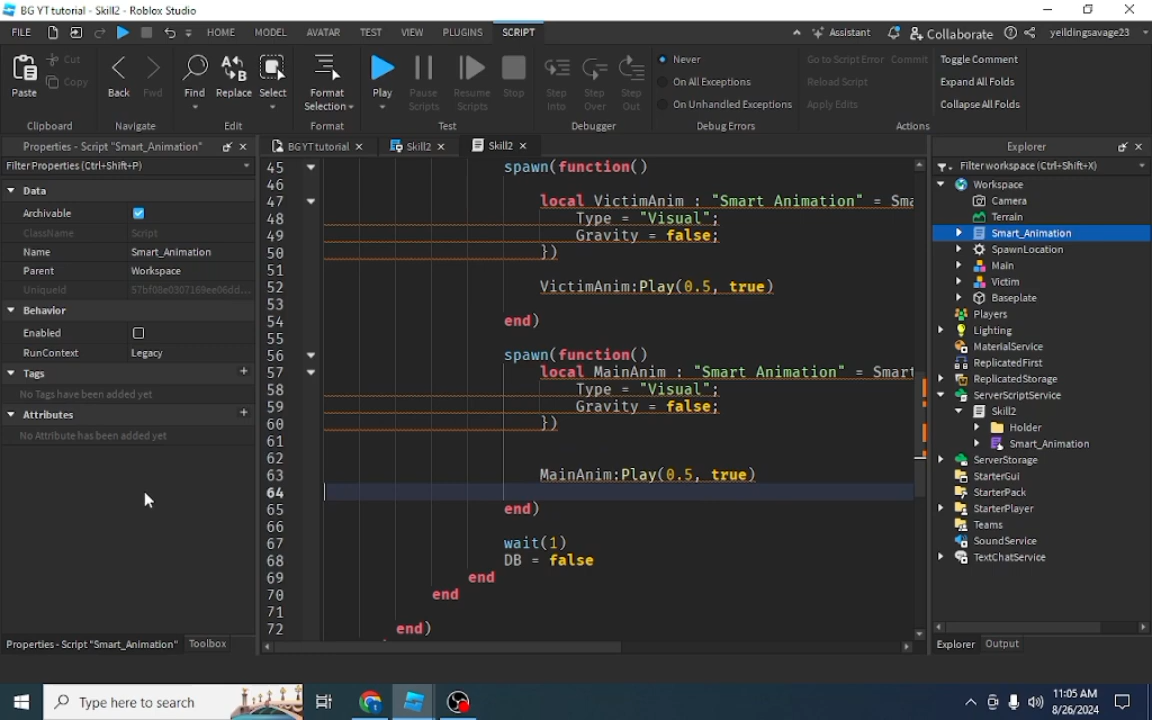 BG YT tutorial - Skill2 - Roblox Studio
FILE HOME MODEL AVATAR TEST VIEW PLUGINS SCRIPT Assistant Collaborate yeildingsavage23
Paste Cut Copy Back Fwd Find Replace Select Format Selection Play Pause Scripts Resume Scripts Stop Step Into Step Over Step Out
Never
On All Exceptions
On Unhandled Exceptions
Go to Script Error Commit
Reload Script
Apply Edits
Toggle Comment
Expand All Folds
Collapse All Folds
Clipboard Navigate Edit Format Test Debugger Debug Errors Actions
Properties - Script "Smart_Animation"
Filter Properties (Ctrl+Shift+P)
Data
Archivable
ClassName Script
Name Smart_Animation
Parent Workspace
UniqueId 57bf08e0307169ee06dd...
Behavior
Enabled
RunContext Legacy
Tags
No Tags have been added yet
Attributes
No Attribute has been added yet
Properties - Script "Smart_Animation" Toolbox
BGYT tutorial Skill2 Skill2
45 spawn(function()
46
47 local VictimAnim : "Smart Animation" = Sma
48 Type = "Visual";
49 Gravity = false;
50 })
51
52 VictimAnim:Play(0.5, true)
53
54 end)
55
56 spawn(function()
57 local MainAnim : "Smart Animation" = Smart
58 Type = "Visual";
59 Gravity = false;
60 })
61
62
63 MainAnim:Play(0.5, true)
64
65 end)
66
67 wait(1)
68 DB = false
69 end
70 end
71
72 end)
Explorer
Filter workspace (Ctrl+Shift+X)
Workspace
Camera
Terrain
Smart_Animation
SpawnLocation
Main
Victim
Baseplate
Players
Lighting
MaterialService
ReplicatedFirst
ReplicatedStorage
ServerScriptService
Skill2
Holder
Smart_Animation
ServerStorage
StarterGui
StarterPack
StarterPlayer
Teams
SoundService
TextChatService
Explorer Output
Type here to search
11:05 AM
8/26/2024